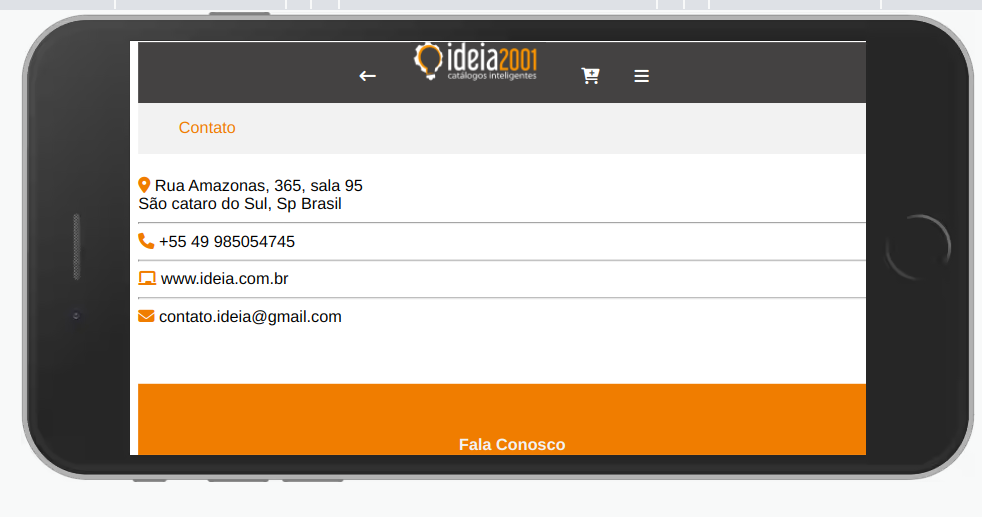 ideia2001
catálogos inteligentes
Contato
Rua Amazonas, 365, sala 95
São cataro do Sul, Sp Brasil
+55 49 985054745
www.ideia.com.br
contato.ideia@gmail.com
Fala Conosco